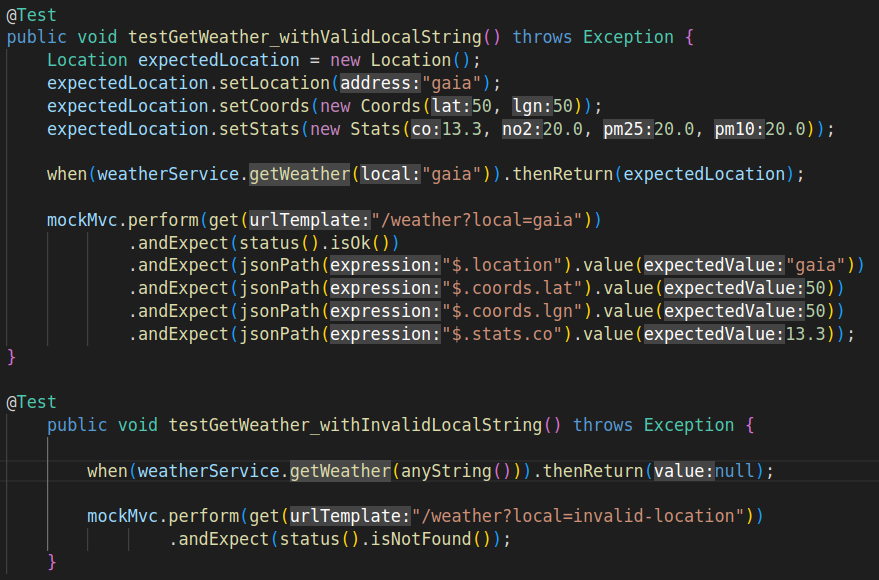 @Test
public void testGetWeather_withValidLocalString() throws Exception {
    Location expectedLocation = new Location();
    expectedLocation.setLocation(address:"gaia");
    expectedLocation.setCoords(new Coords(lat:50, lgn:50));
    expectedLocation.setStats(new Stats(co:13.3, no2:20.0, pm25:20.0, pm10:20.0));
    when(weatherService.getWeather(local:"gaia")).thenReturn(expectedLocation);
    mockMvc.perform(get(urlTemplate:"/weather?local=gaia"))
            .andExpect(status().isOk())
            .andExpect(jsonPath(expression:"$.location").value(expectedValue:"gaia"))
            .andExpect(jsonPath(expression:"$.coords.lat").value(expectedValue:50))
            .andExpect(jsonPath(expression:"$.coords.lgn").value(expectedValue:50))
            .andExpect(jsonPath(expression:"$.stats.co").value(expectedValue:13.3));
}
@Test
    public void testGetWeather_withInvalidLocalString() throws Exception {
        when(weatherService.getWeather(anyString())).thenReturn(value:null);
        mockMvc.perform(get(urlTemplate:"/weather?local=invalid-location"))
                .andExpect(status().isNotFound());
    }